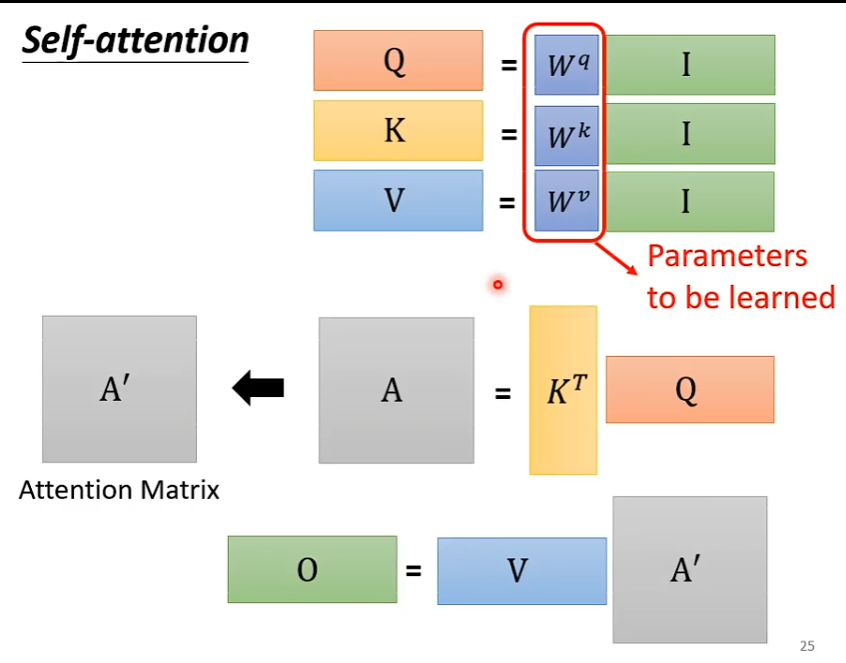 Self-attention
Q = W^q I
K = W^k I
V = W^v I
Parameters
to be learned
A′ A = K^T Q
Attention Matrix
O = V A′
25